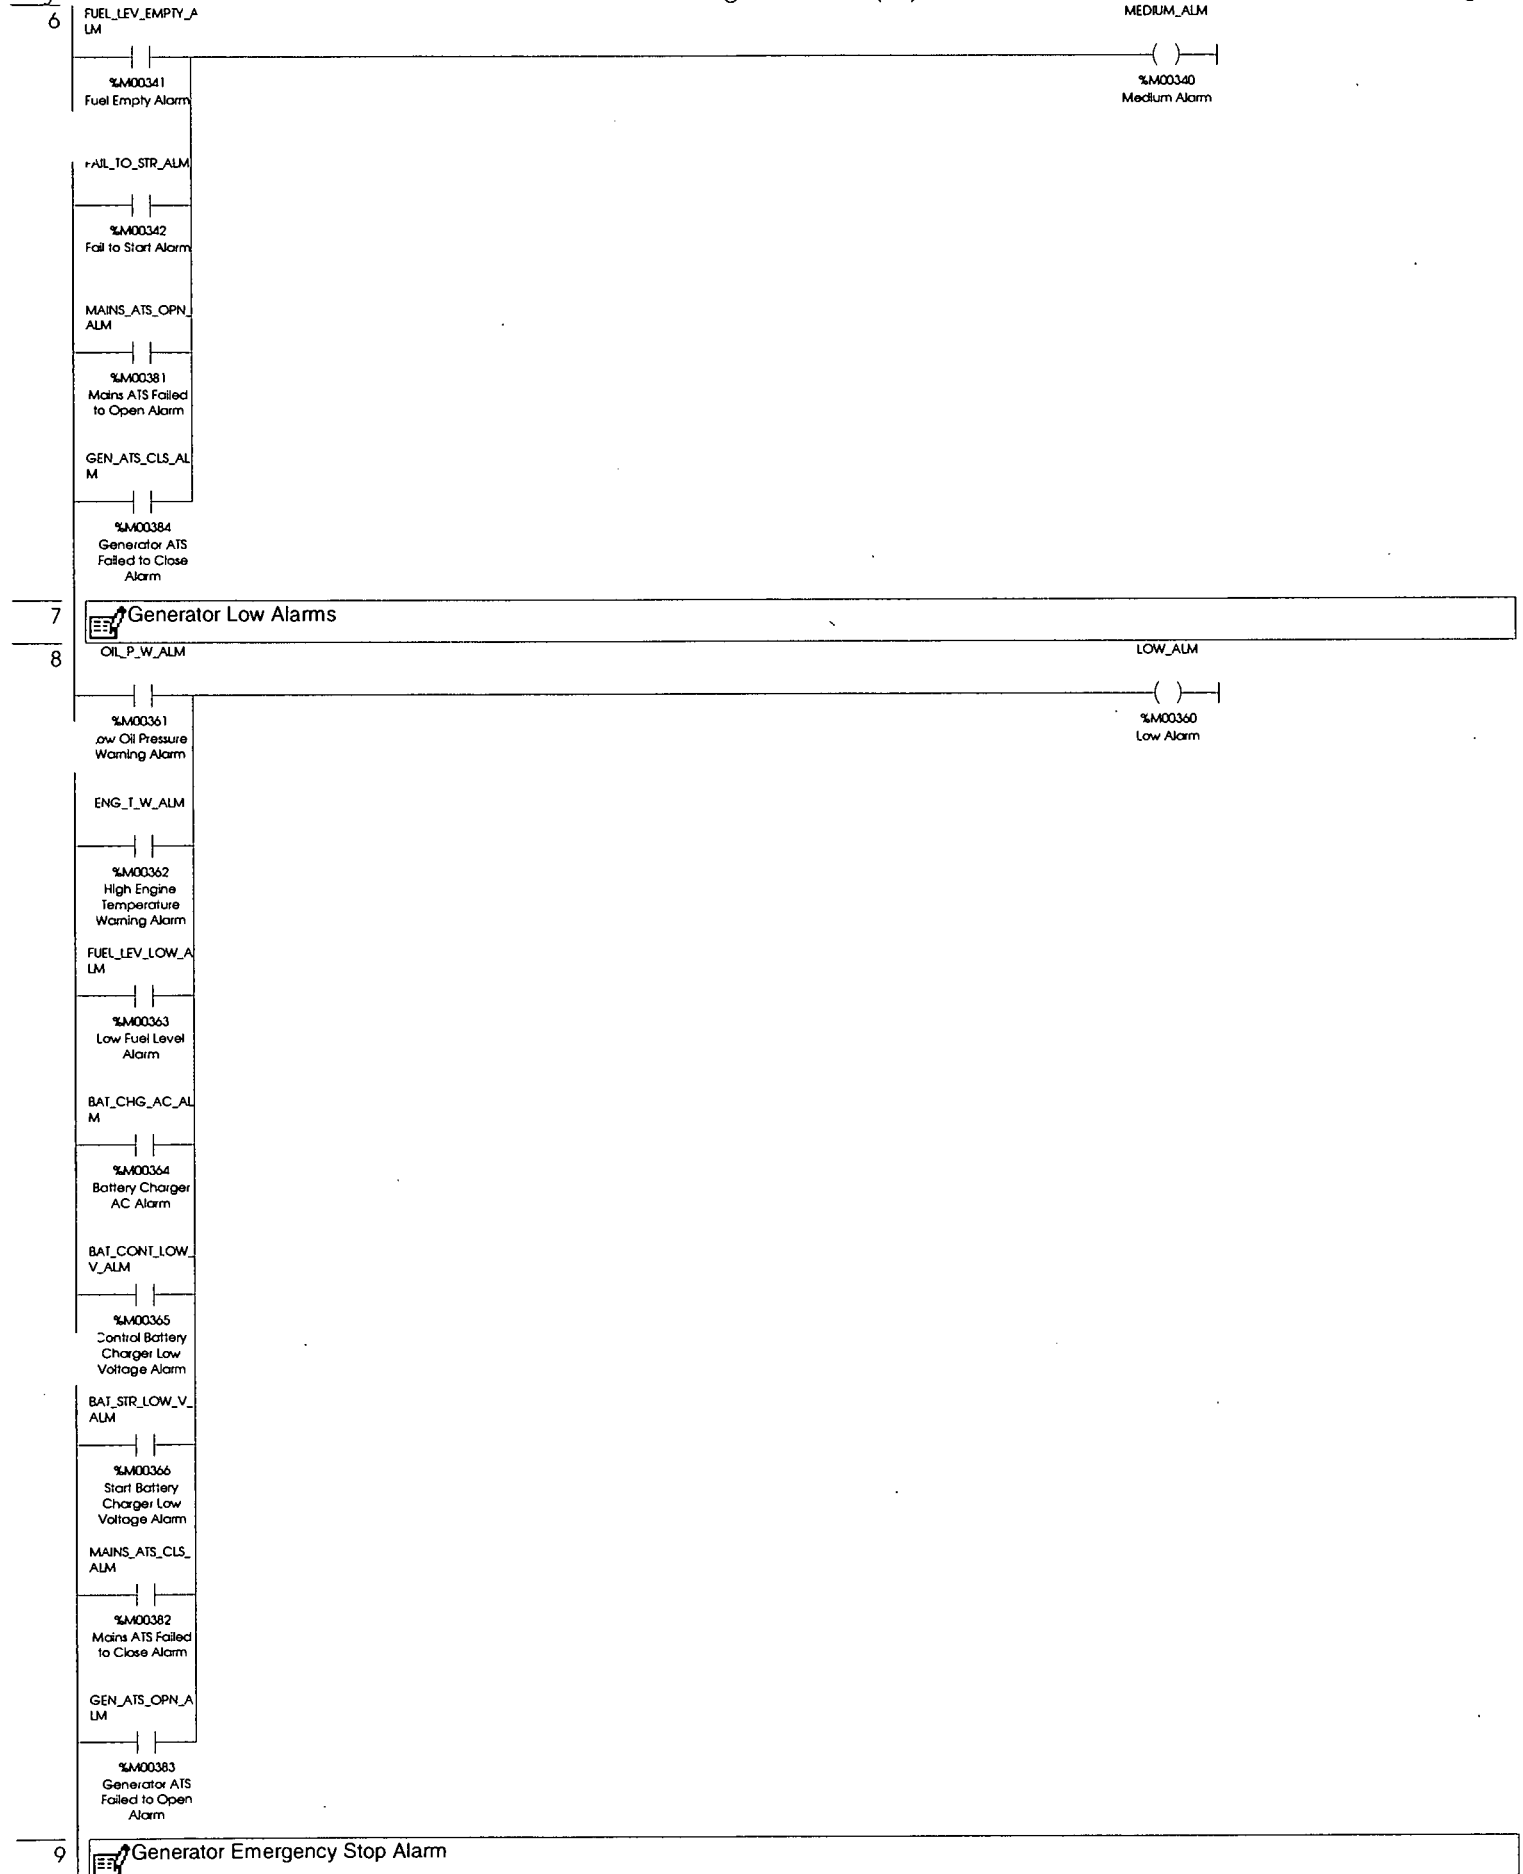 6
FUEL_LEV_EMPTY_A
LM
MEDIUM_ALM
%M00341
Fuel Empty Alarm
%M00340
Medium Alarm
FAIL_TO_STR_ALM
%M00342
Fail to Start Alarm
MAINS_ATS_OPN_
ALM
%M00381
Mains ATS Failed
to Open Alarm
GEN_ATS_CLS_AL
M
%M00384
Generator ATS
Failed to Close
Alarm
7
Generator Low Alarms
8
OIL_P_W_ALM
LOW_ALM
%M00361
ow Oil Pressure
Warning Alarm
%M00360
Low Alarm
ENG_T_W_ALM
%M00362
High Engine
Temperature
Warning Alarm
FUEL_LEV_LOW_A
LM
%M00363
Low Fuel Level
Alarm
BAT_CHG_AC_AL
M
%M00364
Battery Charger
AC Alarm
BAT_CONT_LOW_
V_ALM
%M00365
Control Battery
Charger Low
Voltage Alarm
BAT_STR_LOW_V_
ALM
%M00366
Start Battery
Charger Low
Voltage Alarm
MAINS_ATS_CLS_
ALM
%M00382
Mains ATS Failed
to Close Alarm
GEN_ATS_OPN_A
LM
%M00383
Generator ATS
Failed to Open
Alarm
9
Generator Emergency Stop Alarm